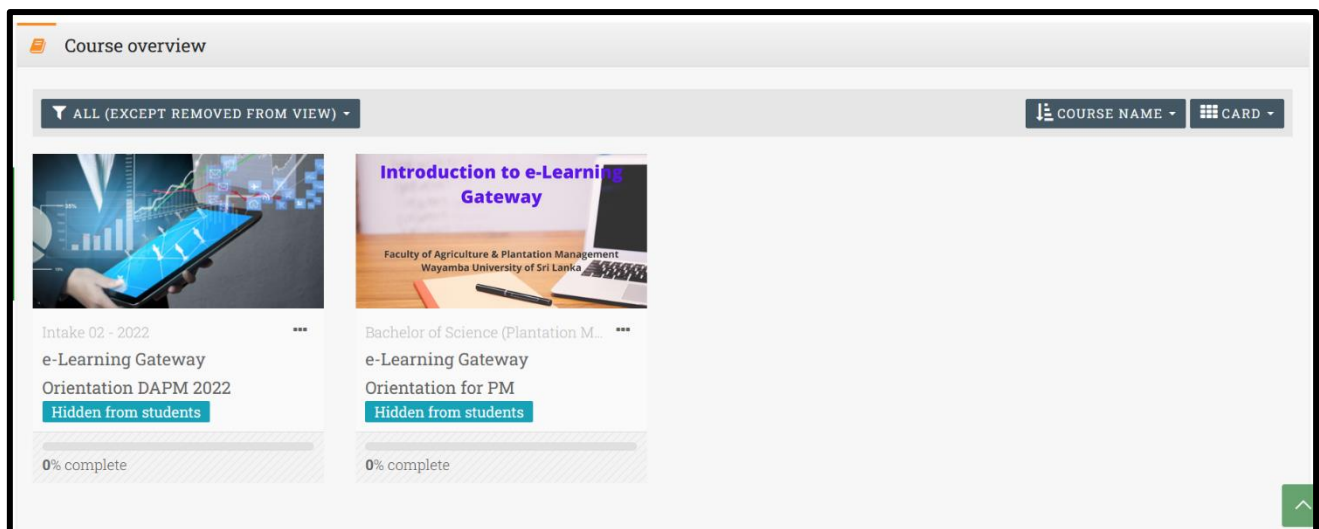 Course overview
ALL (EXCEPT REMOVED FROM VIEW)
COURSE NAME
CARD
Introduction to e-Learning
Gateway
Faculty of Agriculture & Plantation Management
Wayamba University of Sri Lanka
Intake 02 - 2022
e-Learning Gateway
Orientation DAPM 2022
Hidden from students
0% complete
Bachelor of Science (Plantation M...
e-Learning Gateway
Orientation for PM
Hidden from students
0% complete